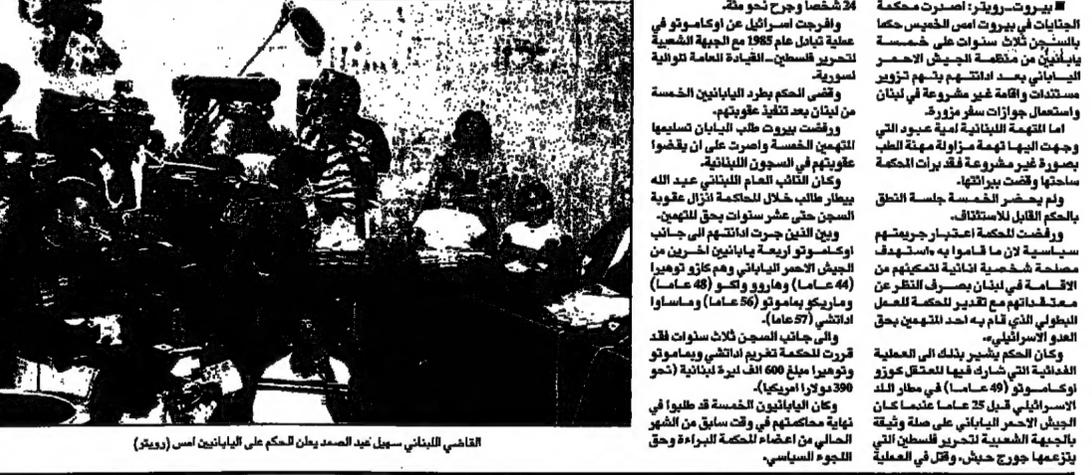 ■ بيروت-رويتر: اصدرت محكمة
الجنايات في بيروت امس الخميس حكما
بالسجن ثلاث سنوات على خمسة
يابانيين من منظمة الجيش الاحمر
الياباني بعد ادانتهم بتهم تزوير
مستندات واقامة غير مشروعة في لبنان
واستعمال جوازات سفر مزورة.
اما المتهمة اللبنانية امية عبود التي
وجهت اليها تهمة مزاولة مهنة الطب
بصورة غير مشروعة فقد برأت المحكمة
ساحتها وقضت ببرائتها.
ولم يحضر الخمسة جلسة النطق
بالحكم القابل للاستئناف.
ورفضت المحكمة اعتبار جريمتهم
سياسية لان ما قاموا به «استهدف
مصلحة شخصية انانية لتمكينهم من
الاقامة في لبنان بصرف النظر عن
معتقداتهم مع تقدير المحكمة للعمل
البطولي الذي قام به احد المتهمين بحق
العدو الاسرائيلي».
وكان الحكم يشير بذلك الى العملية
الفدائية التي شارك فيها المعتقل كوزو
اوكاموتو (49 عاما) في مطار اللد
الاسرائيلي قبل 25 عاما عندما كان
الجيش الاحمر الياباني على صلة وثيقة
بالجبهة الشعبية لتحرير فلسطين التي
يتزعمها جورج حبش. وقتل في العملية
24 شخصا وجرح نحو مئة.
وافرجت اسرائيل عن اوكاموتو في
عملية تبادل عام 1985 مع الجبهة الشعبية
لتحرير فلسطين-القيادة العامة الموالية
لسورية.
وقضى الحكم بطرد اليابانيين الخمسة
من لبنان بعد تنفيذ عقوبتهم.
ورفضت بيروت طلب اليابان تسليمها
المتهمين الخمسة واصرت على ان يقضوا
عقوبتهم في السجون اللبنانية.
وكان النائب العام اللبناني عبد الله
بيطار طالب خلال المحاكمة انزال عقوبة
السجن حتى عشر سنوات بحق المتهمين.
وبين الذين جرت ادانتهم الى جانب
اوكاموتو اربعة يابانيين اخرين من
الجيش الاحمر الياباني وهم كازو توهيرا
(44 عاما) وهاروو واكو (48 عاما)
وماريكو يماموتو (56 عاما) وماساوا
اداتشي (57 عاما).
والى جانب السجن ثلاث سنوات فقد
قررت المحكمة تغريم اداتشي ويماموتو
وتوهيرا مبلغ 600 الف ليرة لبنانية (نحو
390 دولارا امريكيا).
وكان اليابانيون الخمسة قد طلبوا في
نهاية محاكمتهم في وقت سابق من الشهر
الحالي من اعضاء المحكمة البراءة وحق
اللجوء السياسي.
القاضي اللبناني سهيل عبد الصمد يعلن الحكم على اليابانيين امس (رويتر)